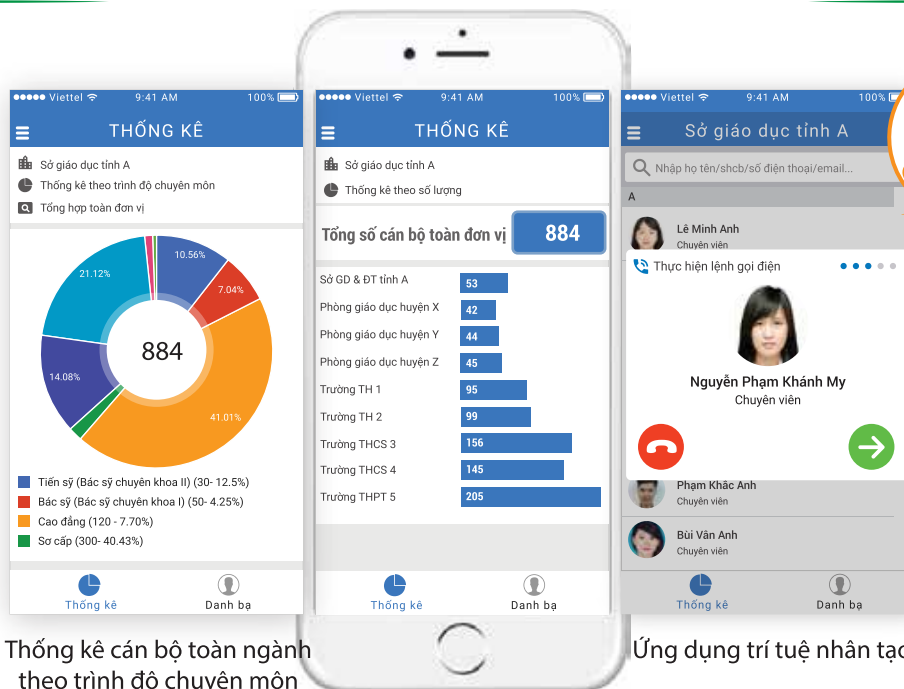 Viettel 9:41 AM 100%
THỐNG KÊ
Sở giáo dục tỉnh A
Thống kê theo trình độ chuyên môn
Tổng hợp toàn đơn vị
10.56%
7.04%
41.01%
14.08%
21.12%
884
Tiến sỹ (Bác sỹ chuyên khoa II) (30- 12.5%)
Bác sỹ (Bác sỹ chuyên khoa I) (50- 4.25%)
Cao đẳng (120 - 7.70%)
Sơ cấp (300- 40.43%)
Thống kê Danh bạ
Thống kê cán bộ toàn ngành
theo trình độ chuyên môn
Viettel 9:41 AM 100%
THỐNG KÊ
Sở giáo dục tỉnh A
Thống kê theo số lượng
Tổng số cán bộ toàn đơn vị 884
Sở GD & ĐT tỉnh A 53
Phòng giáo dục huyện X 42
Phòng giáo dục huyện Y 44
Phòng giáo dục huyện Z 45
Trường TH 1 95
Trường TH 2 99
Trường THCS 3 156
Trường THCS 4 145
Trường THPT 5 205
Thống kê Danh bạ
Viettel 9:41 AM 100%
Sở giáo dục tỉnh A
Nhập họ tên/shcb/số điện thoại/email...
A
Lê Minh Anh
Chuyên viên
Thực hiện lệnh gọi điện
Nguyễn Phạm Khánh My
Chuyên viên
Phạm Khắc Anh
Chuyên viên
Bùi Vân Anh
Chuyên viên
Thống kê Danh bạ
Ứng dụng trí tuệ nhân tạo